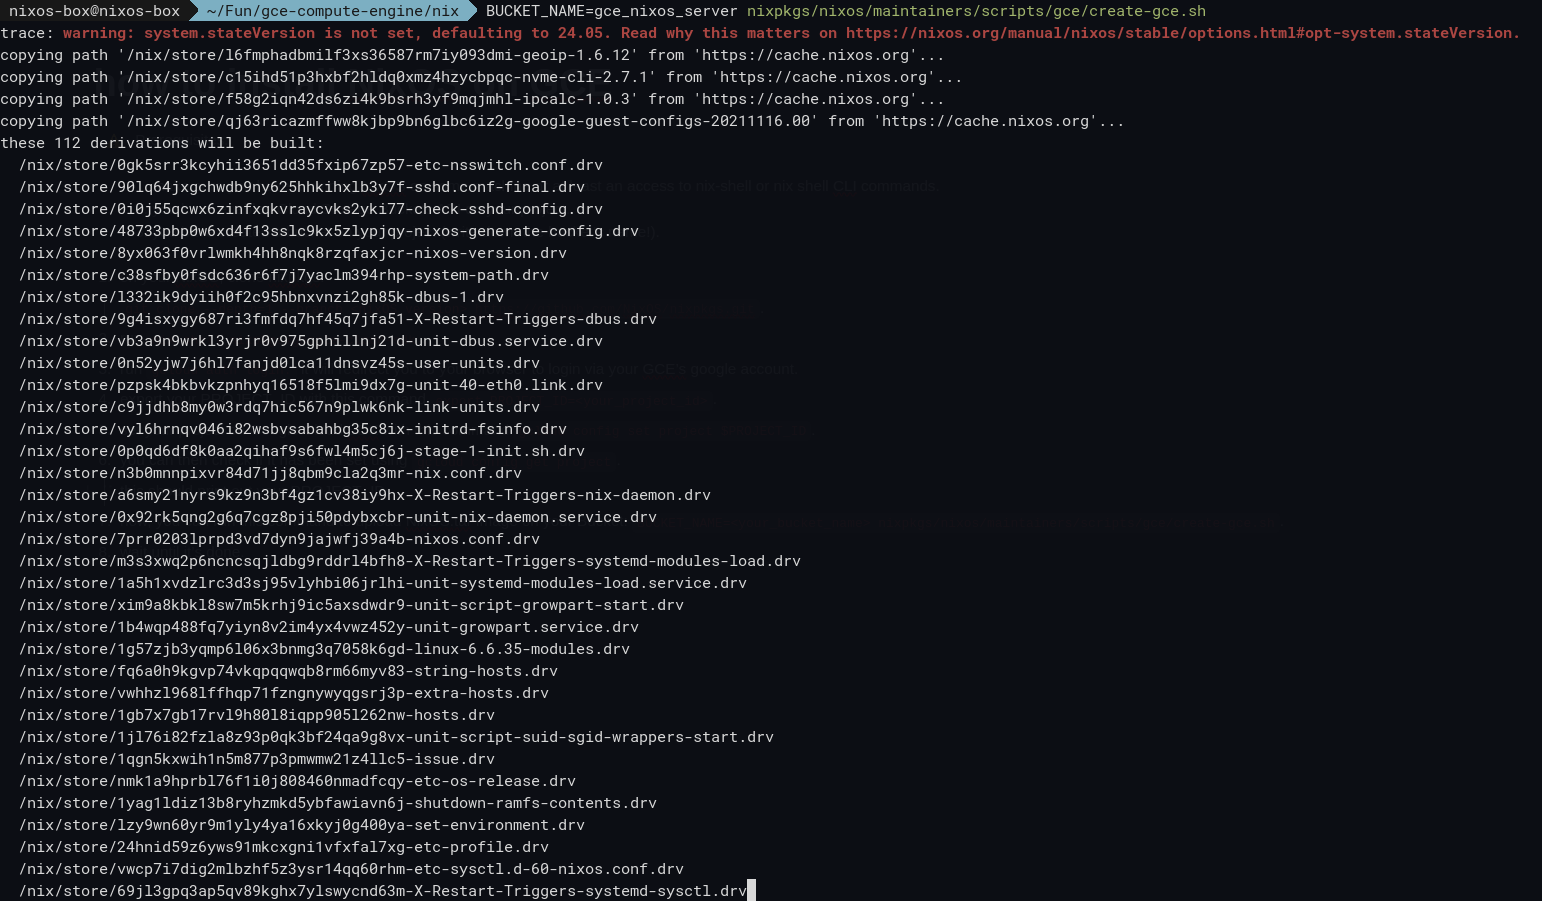 nixos-box@nixos-box ~/Fun/gce-compute-engine/nix BUCKET_NAME=gce_nixos_server nixpkgs/nixos/maintainers/scripts/gce/create-gce.sh
trace: warning: system.stateVersion is not set, defaulting to 24.05. Read why this matters on https://nixos.org/manual/nixos/stable/options.html#opt-system.stateVersion.
copying path '/nix/store/l6fmphadbmilf3xs36587rm7iy093dmi-geoip-1.6.12' from 'https://cache.nixos.org'...
copying path '/nix/store/c15ihd51p3hxbf2hldq0xmz4hzycbpqc-nvme-cli-2.7.1' from 'https://cache.nixos.org'...
copying path '/nix/store/f58g2iqn42ds6zi4k9bsrh3yf9mqjmhl-ipcalc-1.0.3' from 'https://cache.nixos.org'...
copying path '/nix/store/qj63ricazmffww8kjbp9bn6glbc6iz2g-google-guest-configs-20211116.00' from 'https://cache.nixos.org'...
these 112 derivations will be built:
/nix/store/0gk5srr3kcyhii3651dd35fxip67zp57-etc-nsswitch.conf.drv
/nix/store/90lq64jxgchwdb9ny625hhkihxlb3y7f-sshd.conf-final.drv
/nix/store/0i0j55qcwx6zinfxqkvraycvks2yki77-check-sshd-config.drv
/nix/store/48733pbp0w6xd4f13sslc9kx5zlypjqy-nixos-generate-config.drv
/nix/store/8yx063f0vrlwmkh4hh8nqk8rzqfaxjcr-nixos-version.drv
/nix/store/c38sfby0fsdc636r6f7j7yaclm394rhp-system-path.drv
/nix/store/l332ik9dyiih0f2c95hbnxvnzi2gh85k-dbus-1.drv
/nix/store/9g4isxygy687ri3fmfdq7hf45q7jfa51-X-Restart-Triggers-dbus.drv
/nix/store/vb3a9n9wrkl3yrjr0v975gphillnj21d-unit-dbus.service.drv
/nix/store/0n52yjw7j6hl7fanjd0lca11dnsvz45s-user-units.drv
/nix/store/pzpsk4bkbvkzpnhyq16518f5lmi9dx7g-unit-40-eth0.link.drv
/nix/store/c9jjdhb8my0w3rdq7hic567n9plwk6nk-link-units.drv
/nix/store/vyl6hrnqv046i82wsbvsabahbg35c8ix-initrd-fsinfo.drv
/nix/store/0p0qd6df8k0aa2qihaf9s6fwl4m5cj6j-stage-1-init.sh.drv
/nix/store/n3b0mnnpixvr84d71jj8qbm9cla2q3mr-nix.conf.drv
/nix/store/a6smy21nyrs9kz9n3bf4gz1cv38iy9hx-X-Restart-Triggers-nix-daemon.drv
/nix/store/0x92rk5qng2g6q7cgz8pji50pdybxcbr-unit-nix-daemon.service.drv
/nix/store/7prr0203lprpd3vd7dyn9jajwfj39a4b-nixos.conf.drv
/nix/store/m3s3xwq2p6ncncsqjldbg9rddrl4bfh8-X-Restart-Triggers-systemd-modules-load.drv
/nix/store/1a5h1xvdzlrc3d3sj95vlyhbi06jrlhi-unit-systemd-modules-load.service.drv
/nix/store/xim9a8kbkl8sw7m5krhj9ic5axsdwdr9-unit-script-growpart-start.drv
/nix/store/1b4wqp488fq7yiyn8v2im4yx4vwz452y-unit-growpart.service.drv
/nix/store/1g57zjb3yqmp6l06x3bnmg3q7058k6gd-linux-6.6.35-modules.drv
/nix/store/fq6a0h9kgvp74vkqpqqwqb8rm66myv83-string-hosts.drv
/nix/store/vwhhzl968lffhqp71fzngnywyqgsrj3p-extra-hosts.drv
/nix/store/1gb7x7gb17rvl9h80l8iqpp905l262nw-hosts.drv
/nix/store/1jl76i82fzla8z93p0qk3bf24qa9g8vx-unit-script-suid-sgid-wrappers-start.drv
/nix/store/1qgn5kxwih1n5m877p3pmwmw21z4llc5-issue.drv
/nix/store/nmk1a9hprbl76f1i0j808460nmadfcqy-etc-os-release.drv
/nix/store/1yag1ldiz13b8ryhzmkd5ybfawiavn6j-shutdown-ramfs-contents.drv
/nix/store/lzy9wn60yr9m1yly4ya16xkyj0g400ya-set-environment.drv
/nix/store/24hnid59z6yws91mkcxgni1vfxfal7xg-etc-profile.drv
/nix/store/vwcp7i7dig2mlbzhf5z3ysr14qq60rhm-etc-sysctl.d-60-nixos.conf.drv
/nix/store/69jl3gpq3ap5qv89kghx7ylswycnd63m-X-Restart-Triggers-systemd-sysctl.drv